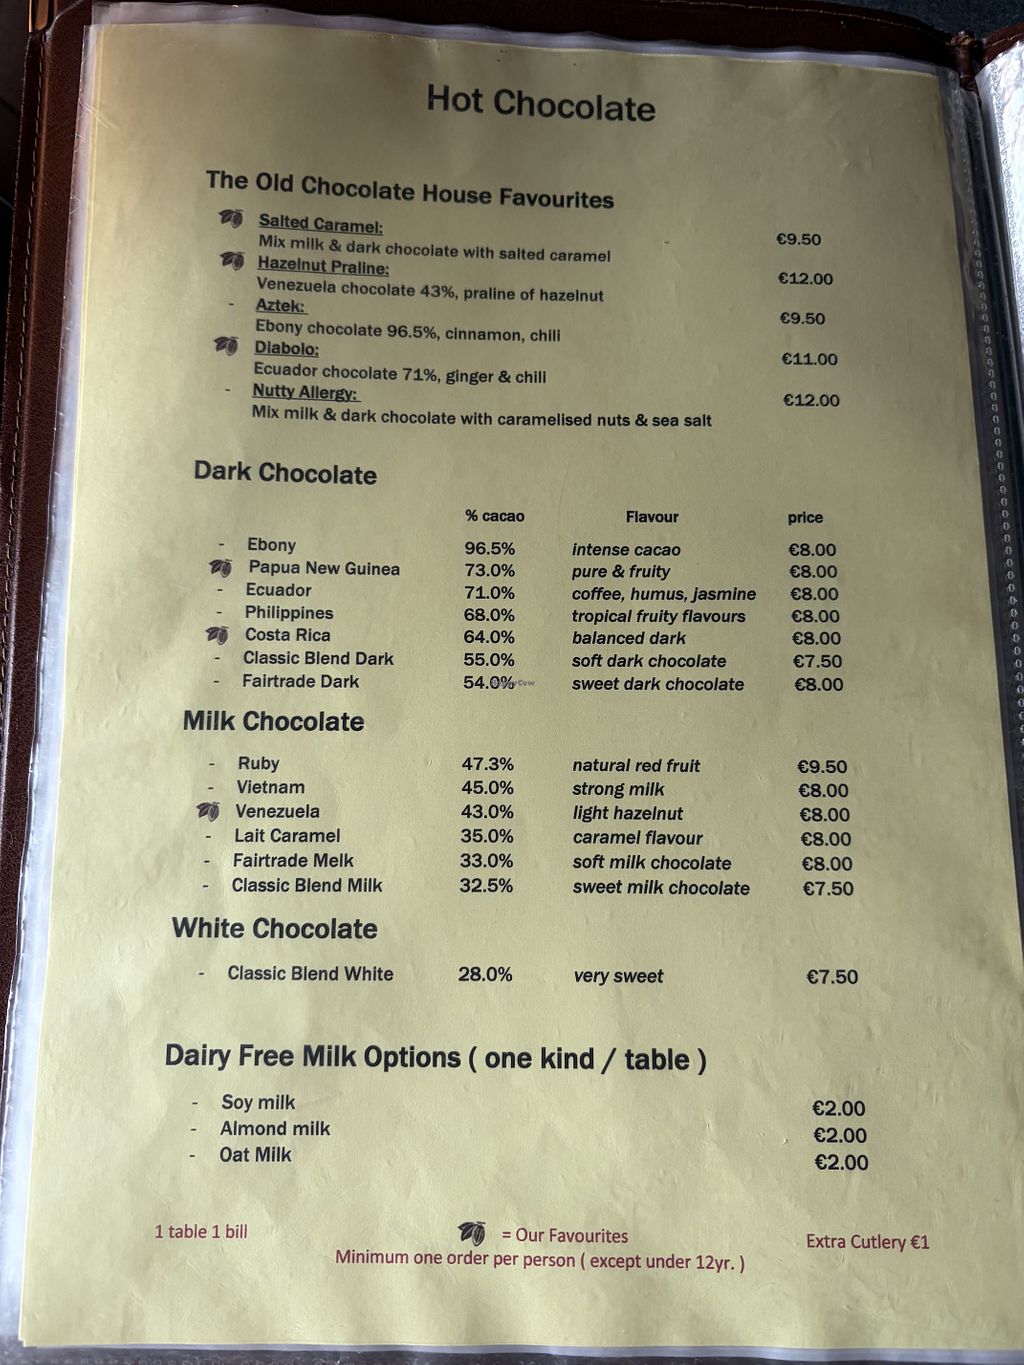 Hot Chocolate
The Old Chocolate House Favourites
Salted Caramel:
Mix milk & dark chocolate with salted caramel €9.50
Hazelnut Praline:
Venezuela chocolate 43%, praline of hazelnut €12.00
- Aztek:
Ebony chocolate 96.5%, cinnamon, chili €9.50
Diabolo:
Ecuador chocolate 71%, ginger & chili €11.00
- Nutty Allergy:
Mix milk & dark chocolate with caramelised nuts & sea salt €12.00
Dark Chocolate
% cacao Flavour price
- Ebony 96.5% intense cacao €8.00
Papua New Guinea 73.0% pure & fruity €8.00
- Ecuador 71.0% coffee, humus, jasmine €8.00
- Philippines 68.0% tropical fruity flavours €8.00
Costa Rica 64.0% balanced dark €8.00
- Classic Blend Dark 55.0% soft dark chocolate €7.50
- Fairtrade Dark 54.0% sweet dark chocolate €8.00
Milk Chocolate
- Ruby 47.3% natural red fruit €9.50
- Vietnam 45.0% strong milk €8.00
Venezuela 43.0% light hazelnut €8.00
- Lait Caramel 35.0% caramel flavour €8.00
- Fairtrade Melk 33.0% soft milk chocolate €8.00
- Classic Blend Milk 32.5% sweet milk chocolate €7.50
White Chocolate
- Classic Blend White 28.0% very sweet €7.50
Dairy Free Milk Options ( one kind / table )
- Soy milk €2.00
- Almond milk €2.00
- Oat Milk €2.00
1 table 1 bill = Our Favourites Extra Cutlery €1
Minimum one order per person ( except under 12yr. )